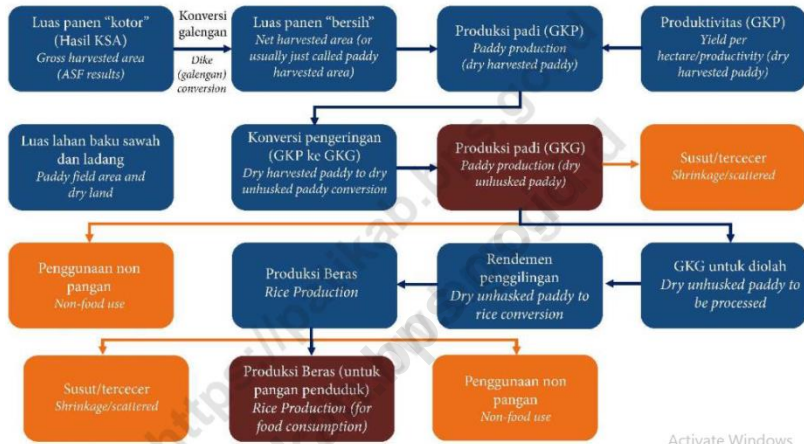 Luas panen “kotor”
(Hasil KSA)
Gross harvested area
(ASF results)
Konversi
galengan
Dike
(galengan)
conversion
Luas panen “bersih”
Net harvested area (or
usually just called paddy
harvested area)
Produksi padi (GKP)
Paddy production
(dry harvested paddy)
Produktivitas (GKP)
Yield per
hectare/productivity (dry
harvested paddy)
Luas lahan baku sawah
dan ladang
Paddy field area and
dry land
Konversi pengeringan
(GKP ke GKG)
Dry harvested paddy to dry
unhusked paddy conversion
Produksi padi (GKG)
Paddy production (dry
unhusked paddy)
Susut/tercecer
Shrinkage/scattered
Penggunaan non
pangan
Non-food use
Produksi Beras
Rice Production
Rendemen
penggilingan
Dry unhasked paddy to
rice conversion
GKG untuk diolah
Dry unhusked paddy to
be processed
Susut/tercecer
Shrinkage/scattered
Produksi Beras (untuk
pangan penduduk)
Rice Production (for
food consumption)
Penggunaan non
pangan
Non-food use
Activate Windows